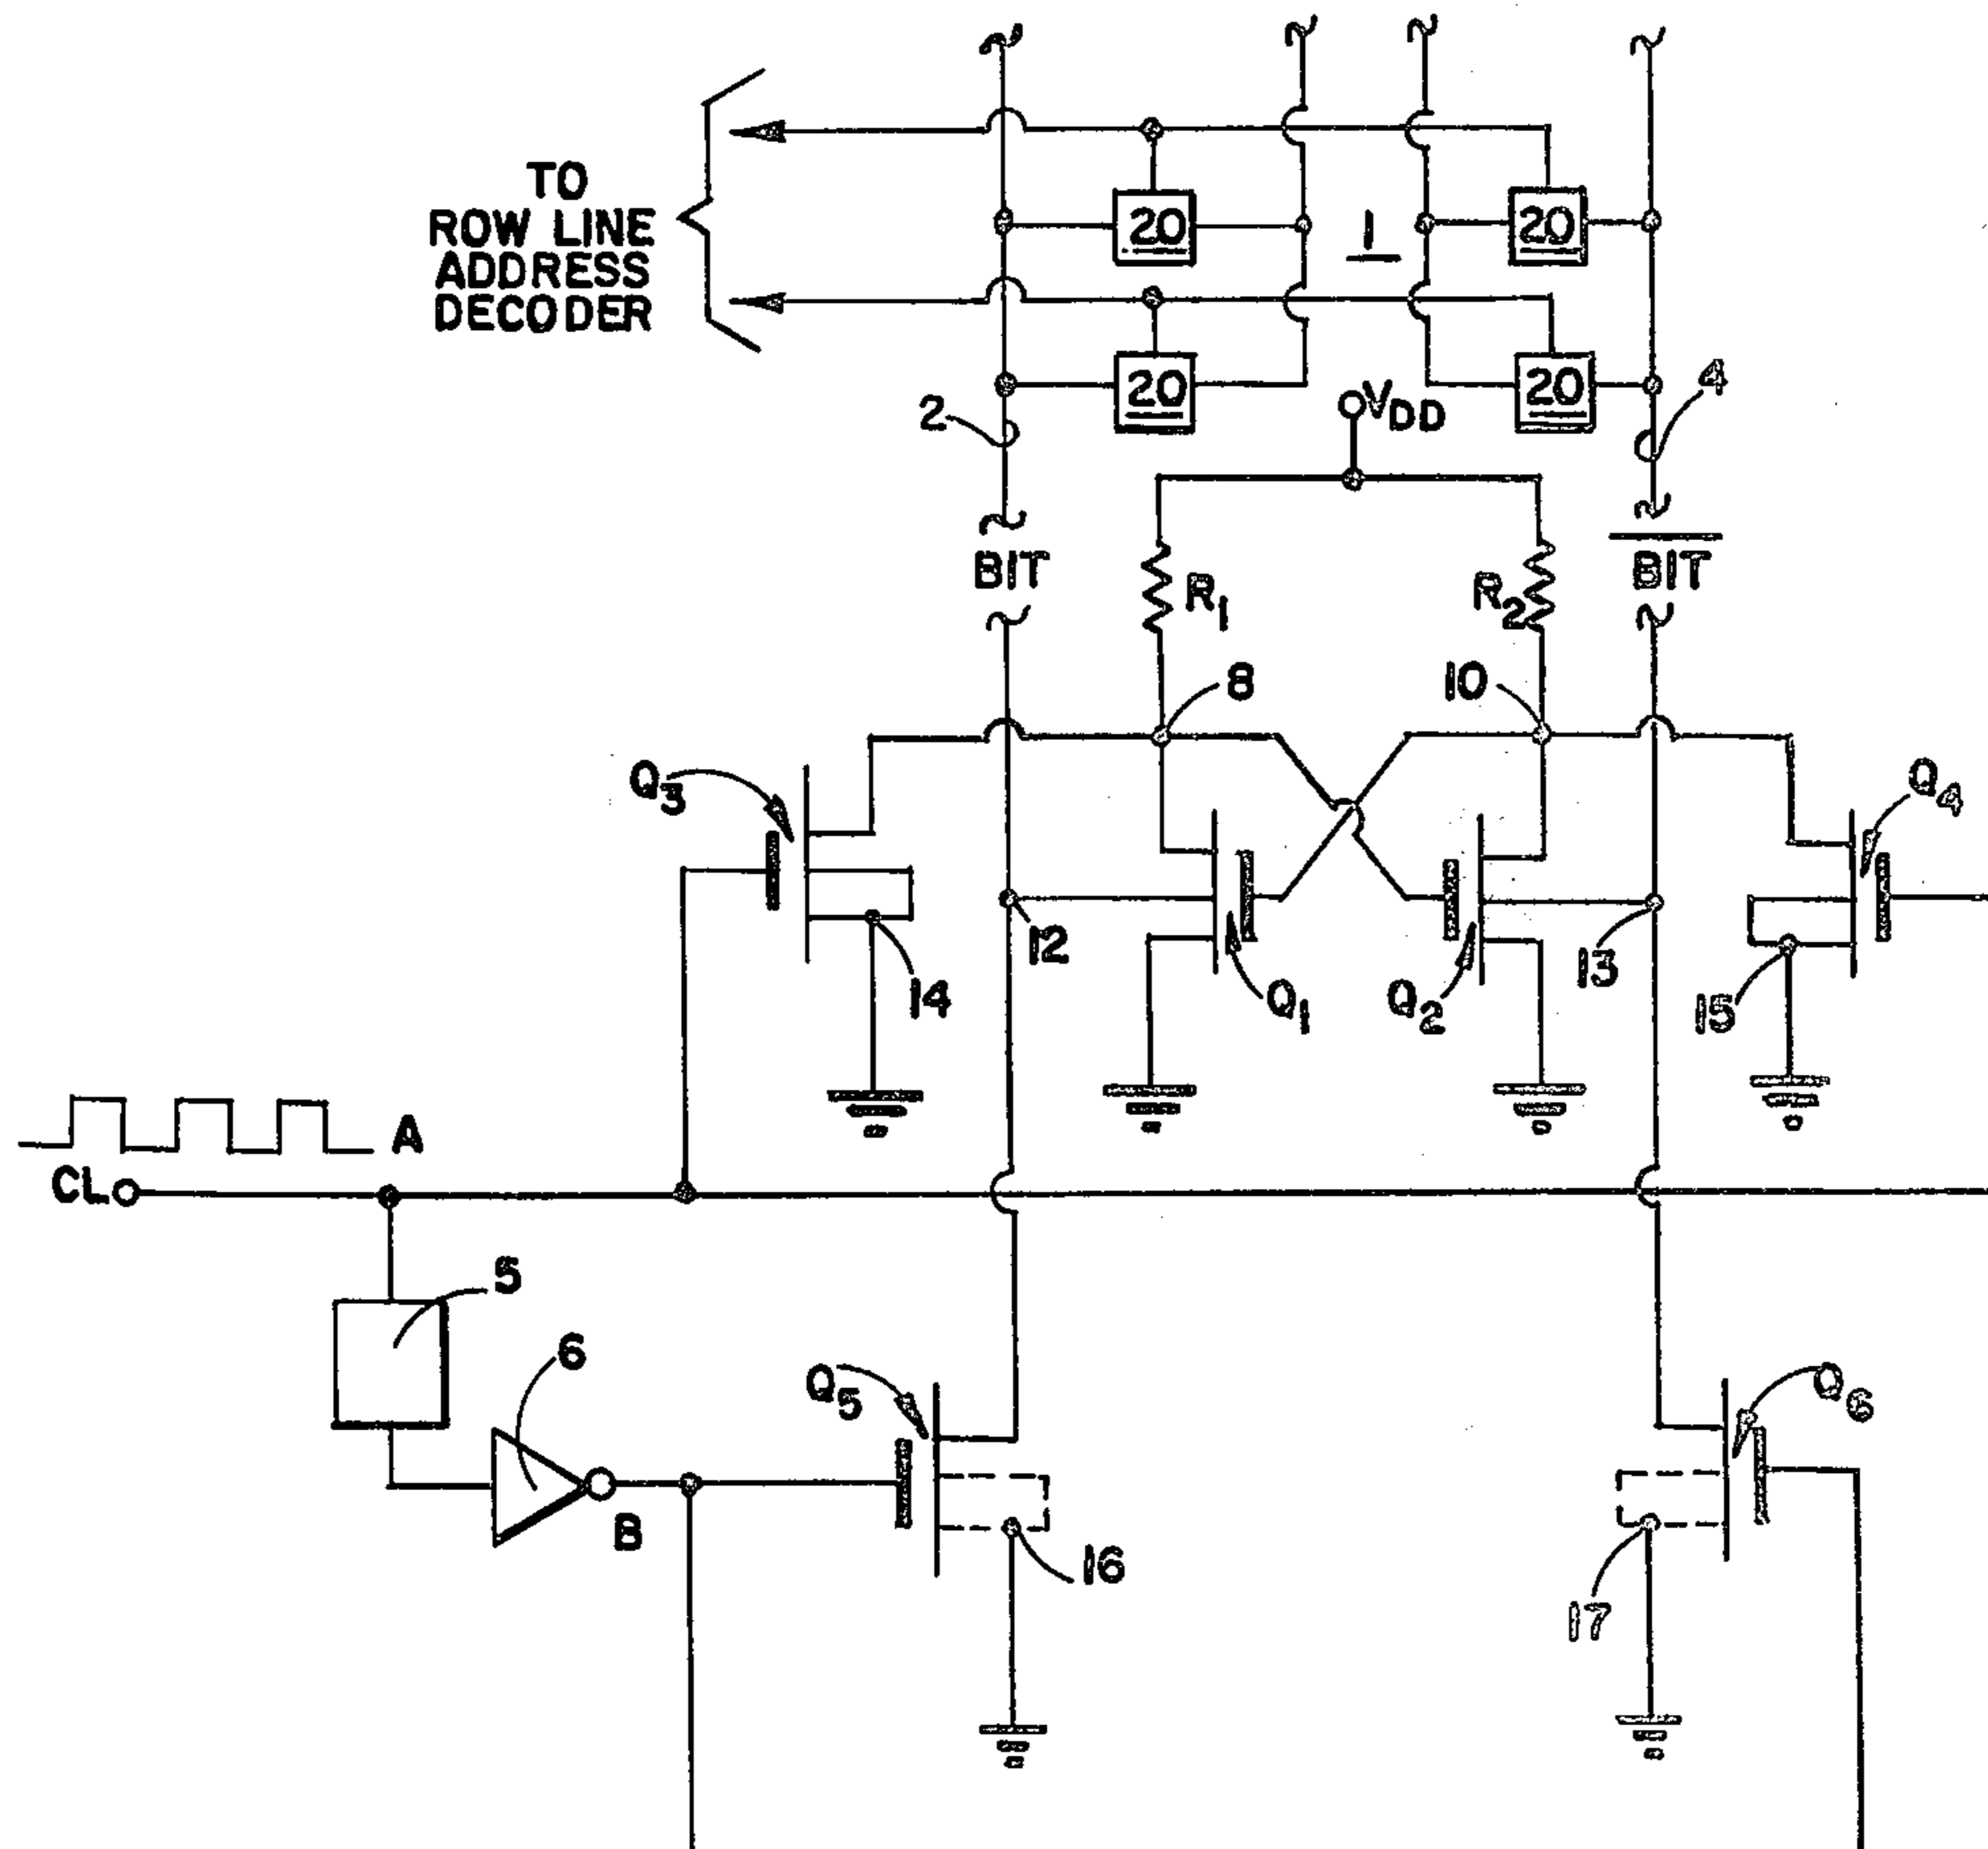 TO
ROW LINE
ADDRESS
DECODER
20
1
20
20
20
2
4
VDD
BIT
BIT
R1
R2
8
10
Q3
Q4
12
13
14
15
Q1
Q2
A
CL
5
6
Q5
Q6
B
16
17